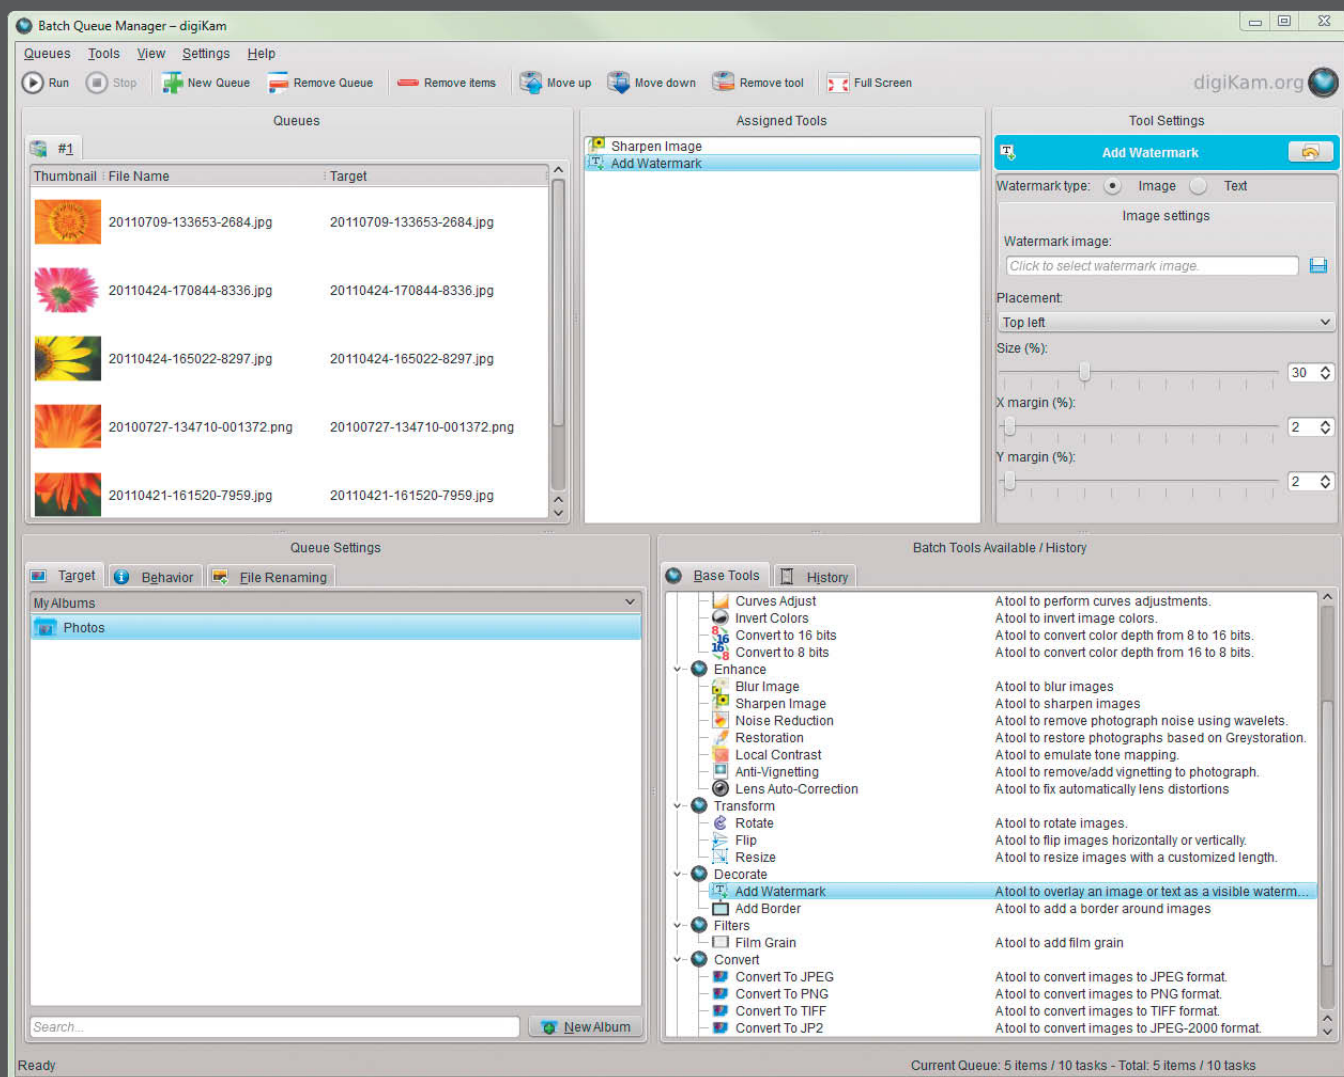 Batch Queue Manager – digiKam
Queues Tools View Settings Help
Run Stop New Queue Remove Queue Remove items Move up Move down Remove tool Full Screen digiKam.org
Queues
#1
Thumbnail File Name Target
20110709-133653-2684.jpg 20110709-133653-2684.jpg
20110424-170844-8336.jpg 20110424-170844-8336.jpg
20110424-165022-8297.jpg 20110424-165022-8297.jpg
20100727-134710-001372.png 20100727-134710-001372.png
20110421-161520-7959.jpg 20110421-161520-7959.jpg
Assigned Tools
Sharpen Image
Add Watermark
Tool Settings
Add Watermark
Watermark type: Image Text
Image settings
Watermark image:
Click to select watermark image.
Placement:
Top left
Size (%):
30
X margin (%):
2
Y margin (%):
2
Queue Settings
Target Behavior File Renaming
My Albums
Photos
Search...
New Album
Batch Tools Available / History
Base Tools History
Curves Adjust A tool to perform curves adjustments.
Invert Colors A tool to invert image colors.
Convert to 16 bits A tool to convert color depth from 8 to 16 bits.
Convert to 8 bits A tool to convert color depth from 16 to 8 bits.
Enhance
Blur Image A tool to blur images
Sharpen Image A tool to sharpen images
Noise Reduction A tool to remove photograph noise using wavelets.
Restoration A tool to restore photographs based on Greystoration.
Local Contrast A tool to emulate tone mapping.
Anti-Vignetting A tool to remove/add vignetting to photograph.
Lens Auto-Correction A tool to fix automatically lens distortions
Transform
Rotate A tool to rotate images.
Flip A tool to flip images horizontally or vertically.
Resize A tool to resize images with a customized length.
Decorate
Add Watermark A tool to overlay an image or text as a visible waterm...
Add Border A tool to add a border around images
Filters
Film Grain A tool to add film grain
Convert
Convert To JPEG A tool to convert images to JPEG format.
Convert To PNG A tool to convert images to PNG format.
Convert To TIFF A tool to convert images to TIFF format.
Convert To JP2 A tool to convert images to JPEG-2000 format.
Ready
Current Queue: 5 items / 10 tasks - Total: 5 items / 10 tasks